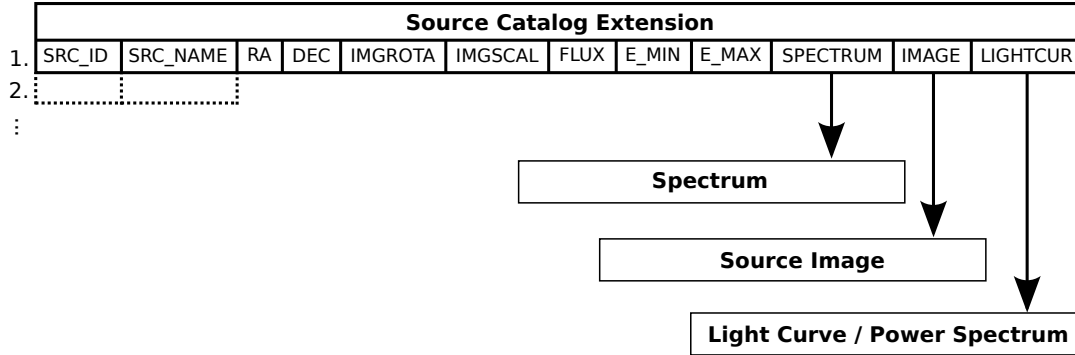 Source Catalog Extension
1. SRC_ID SRC_NAME RA DEC IMGROTA IMGSCAL FLUX E_MIN E_MAX SPECTRUM IMAGE LIGHTCUR
2.
⋮
Spectrum
Source Image
Light Curve / Power Spectrum